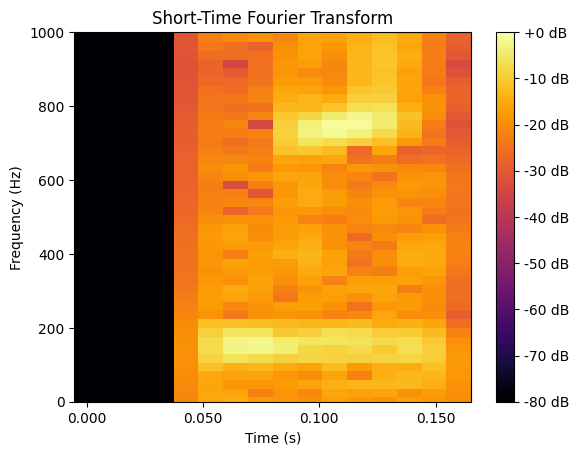 Short-Time Fourier Transform
Frequency (Hz)
1000
800
600
400
200
0
0.000
0.050
0.100
0.150
Time (s)
+0 dB
-10 dB
-20 dB
-30 dB
-40 dB
-50 dB
-60 dB
-70 dB
-80 dB